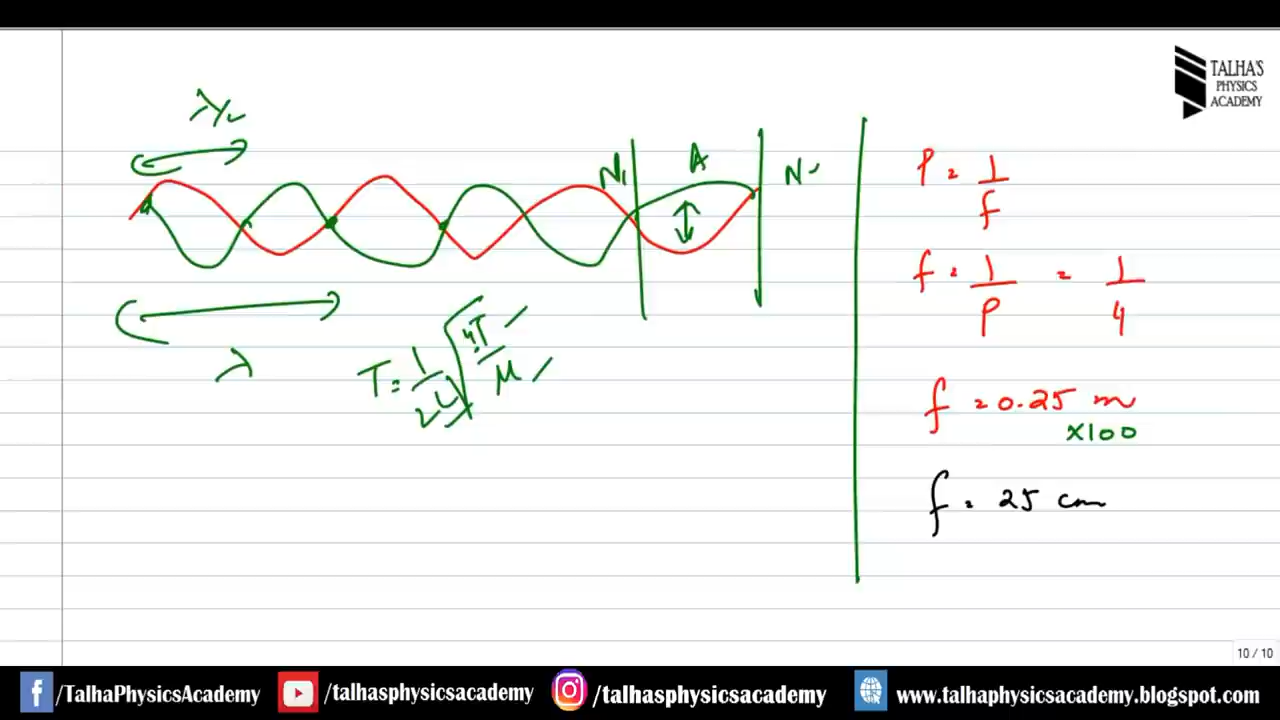 TALHA'S
PHYSICS
ACADEMY
λ/2
N₁
A
N₂
λ
T = 1/2L √4T/μ
P = 1/f
f = 1/P = 1/4
f = 0.25 m
×100
f = 25 cm
10 / 10
/TalhaPhysicsAcademy
/talhasphysicsacademy
/talhasphysicsacademy
www.talhaphysicsacademy.blogspot.com